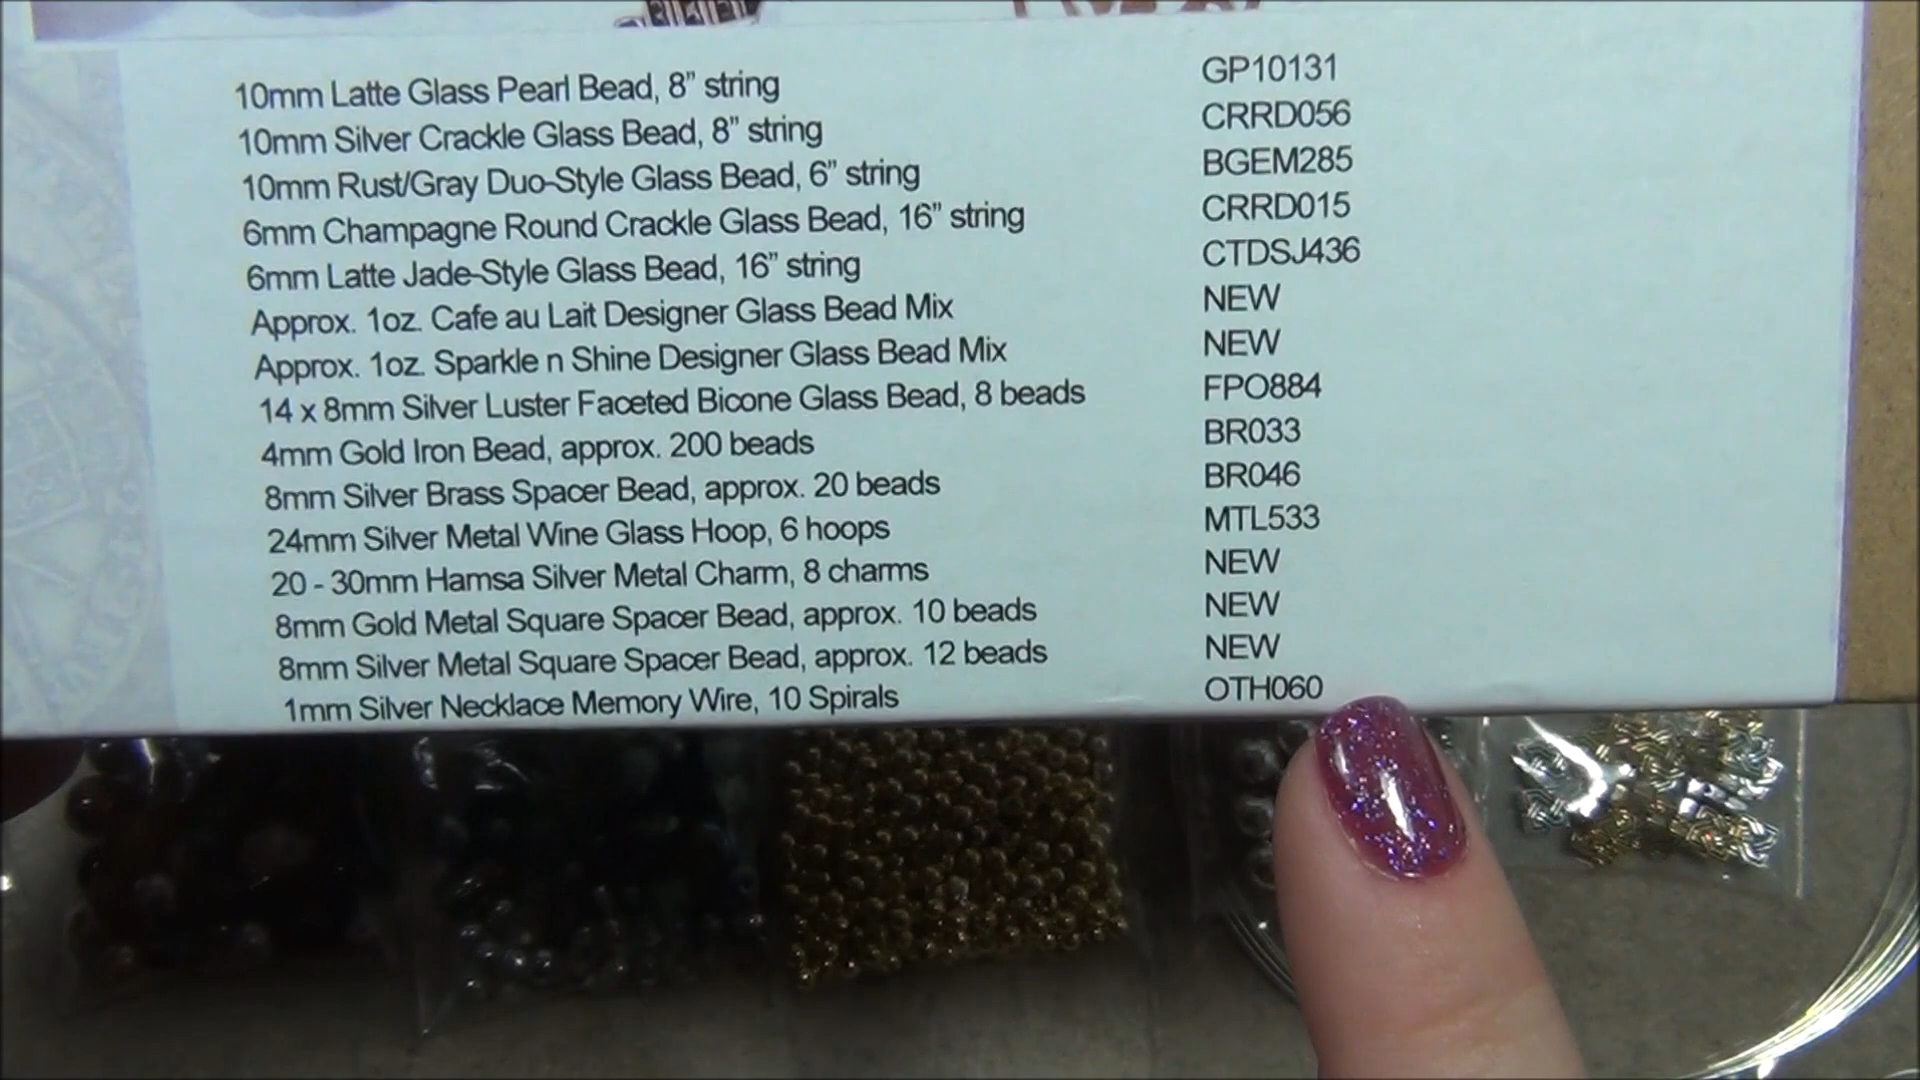 10mm Latte Glass Pearl Bead, 8” string GP10131
10mm Silver Crackle Glass Bead, 8” string CRRD056
10mm Rust/Gray Duo-Style Glass Bead, 6” string BGEM285
6mm Champagne Round Crackle Glass Bead, 16” string CRRD015
6mm Latte Jade-Style Glass Bead, 16” string CTDSJ436
Approx. 1oz. Cafe au Lait Designer Glass Bead Mix NEW
Approx. 1oz. Sparkle n Shine Designer Glass Bead Mix NEW
14 x 8mm Silver Luster Faceted Bicone Glass Bead, 8 beads FPO884
4mm Gold Iron Bead, approx. 200 beads BR033
8mm Silver Brass Spacer Bead, approx. 20 beads BR046
24mm Silver Metal Wine Glass Hoop, 6 hoops MTL533
20 - 30mm Hamsa Silver Metal Charm, 8 charms NEW
8mm Gold Metal Square Spacer Bead, approx. 10 beads NEW
8mm Silver Metal Square Spacer Bead, approx. 12 beads NEW
1mm Silver Necklace Memory Wire, 10 Spirals OTH060